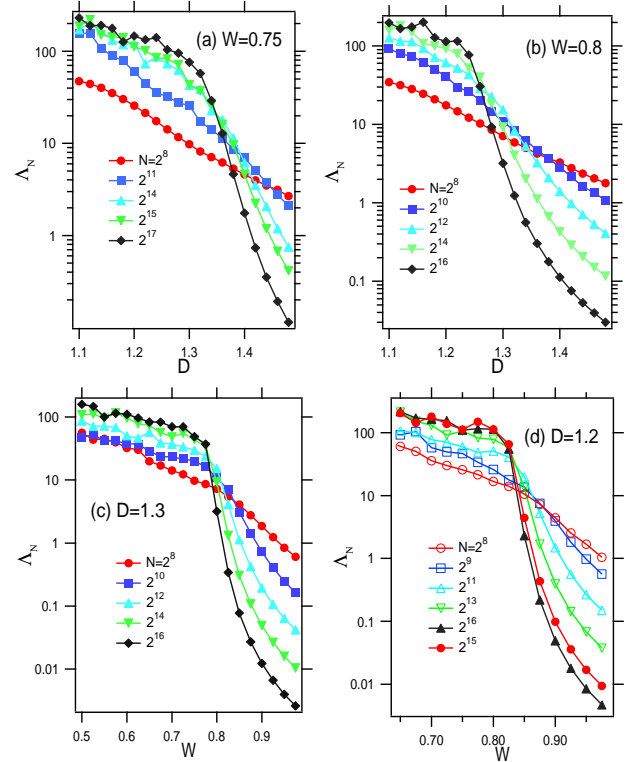 (a) W=0.75
100
10
1
Λ_N
N=2^8
2^11
2^14
2^15
2^17
1.1 1.2 1.3 1.4
D
(b) W=0.8
100
10
1
0.1
Λ_N
N=2^8
2^10
2^12
2^14
2^16
1.1 1.2 1.3 1.4
D
(c) D=1.3
100
10
1
0.1
0.01
Λ_N
N=2^8
2^10
2^12
2^14
2^16
0.5 0.6 0.7 0.8 0.9
W
(d) D=1.2
100
10
1
0.1
0.01
Λ_N
N=2^8
2^9
2^11
2^13
2^16
2^15
0.70 0.80 0.90
W